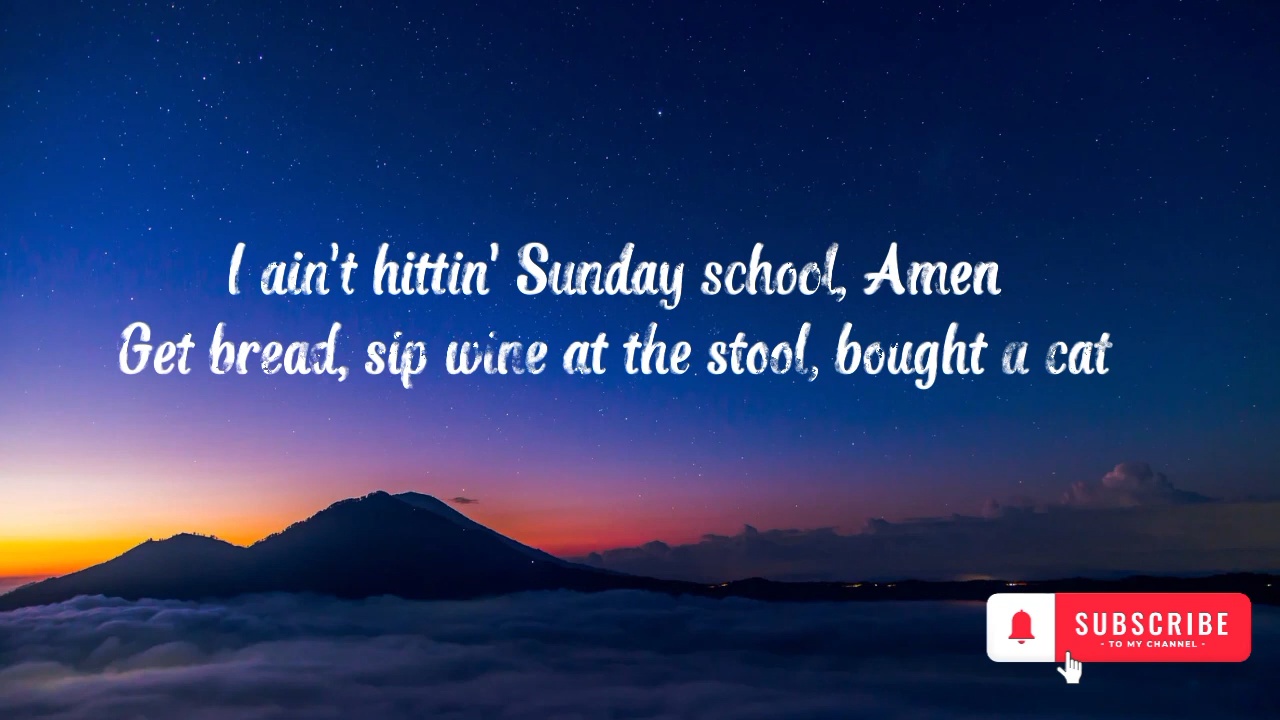 I ain't hittin' Sunday school, Amen
Get bread, sip wine at the stool, bought a cat
SUBSCRIBE
- TO MY CHANNEL -